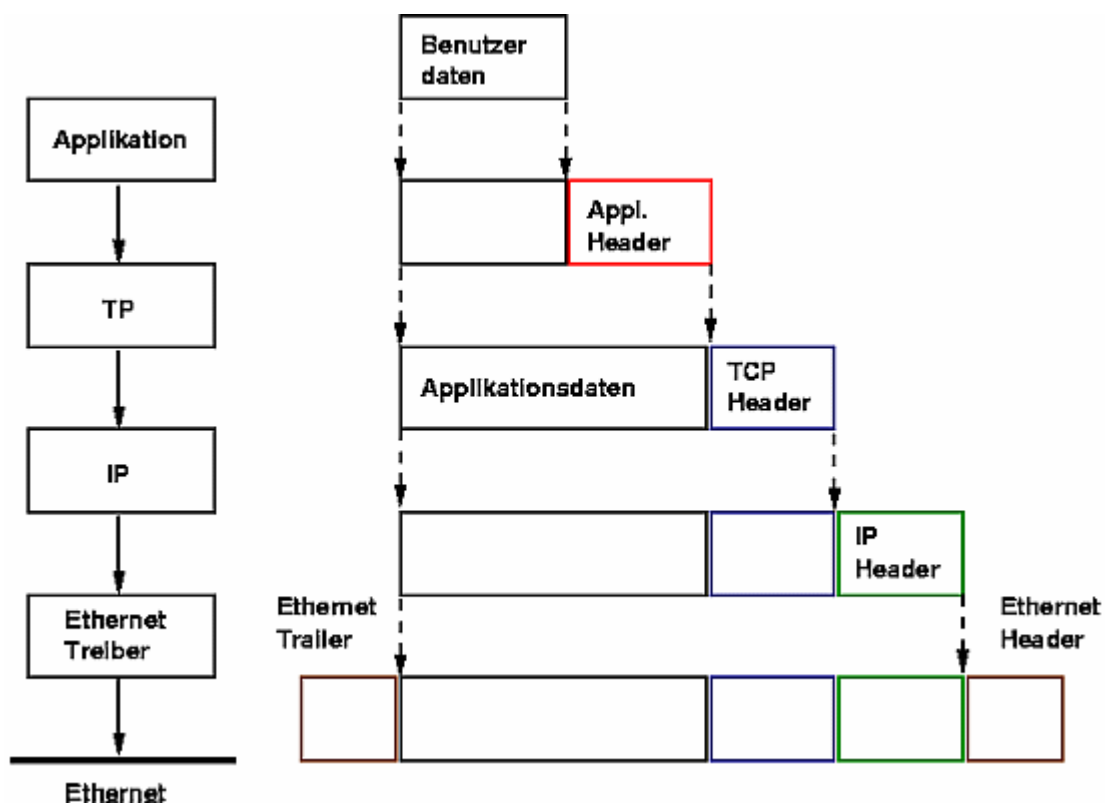 Benutzer
daten
Applikation
Appl.
Header
TP
Applikationsdaten
TCP
Header
IP
IP
Header
Ethernet
Treiber
Ethernet
Trailer
Ethernet
Header
Ethernet